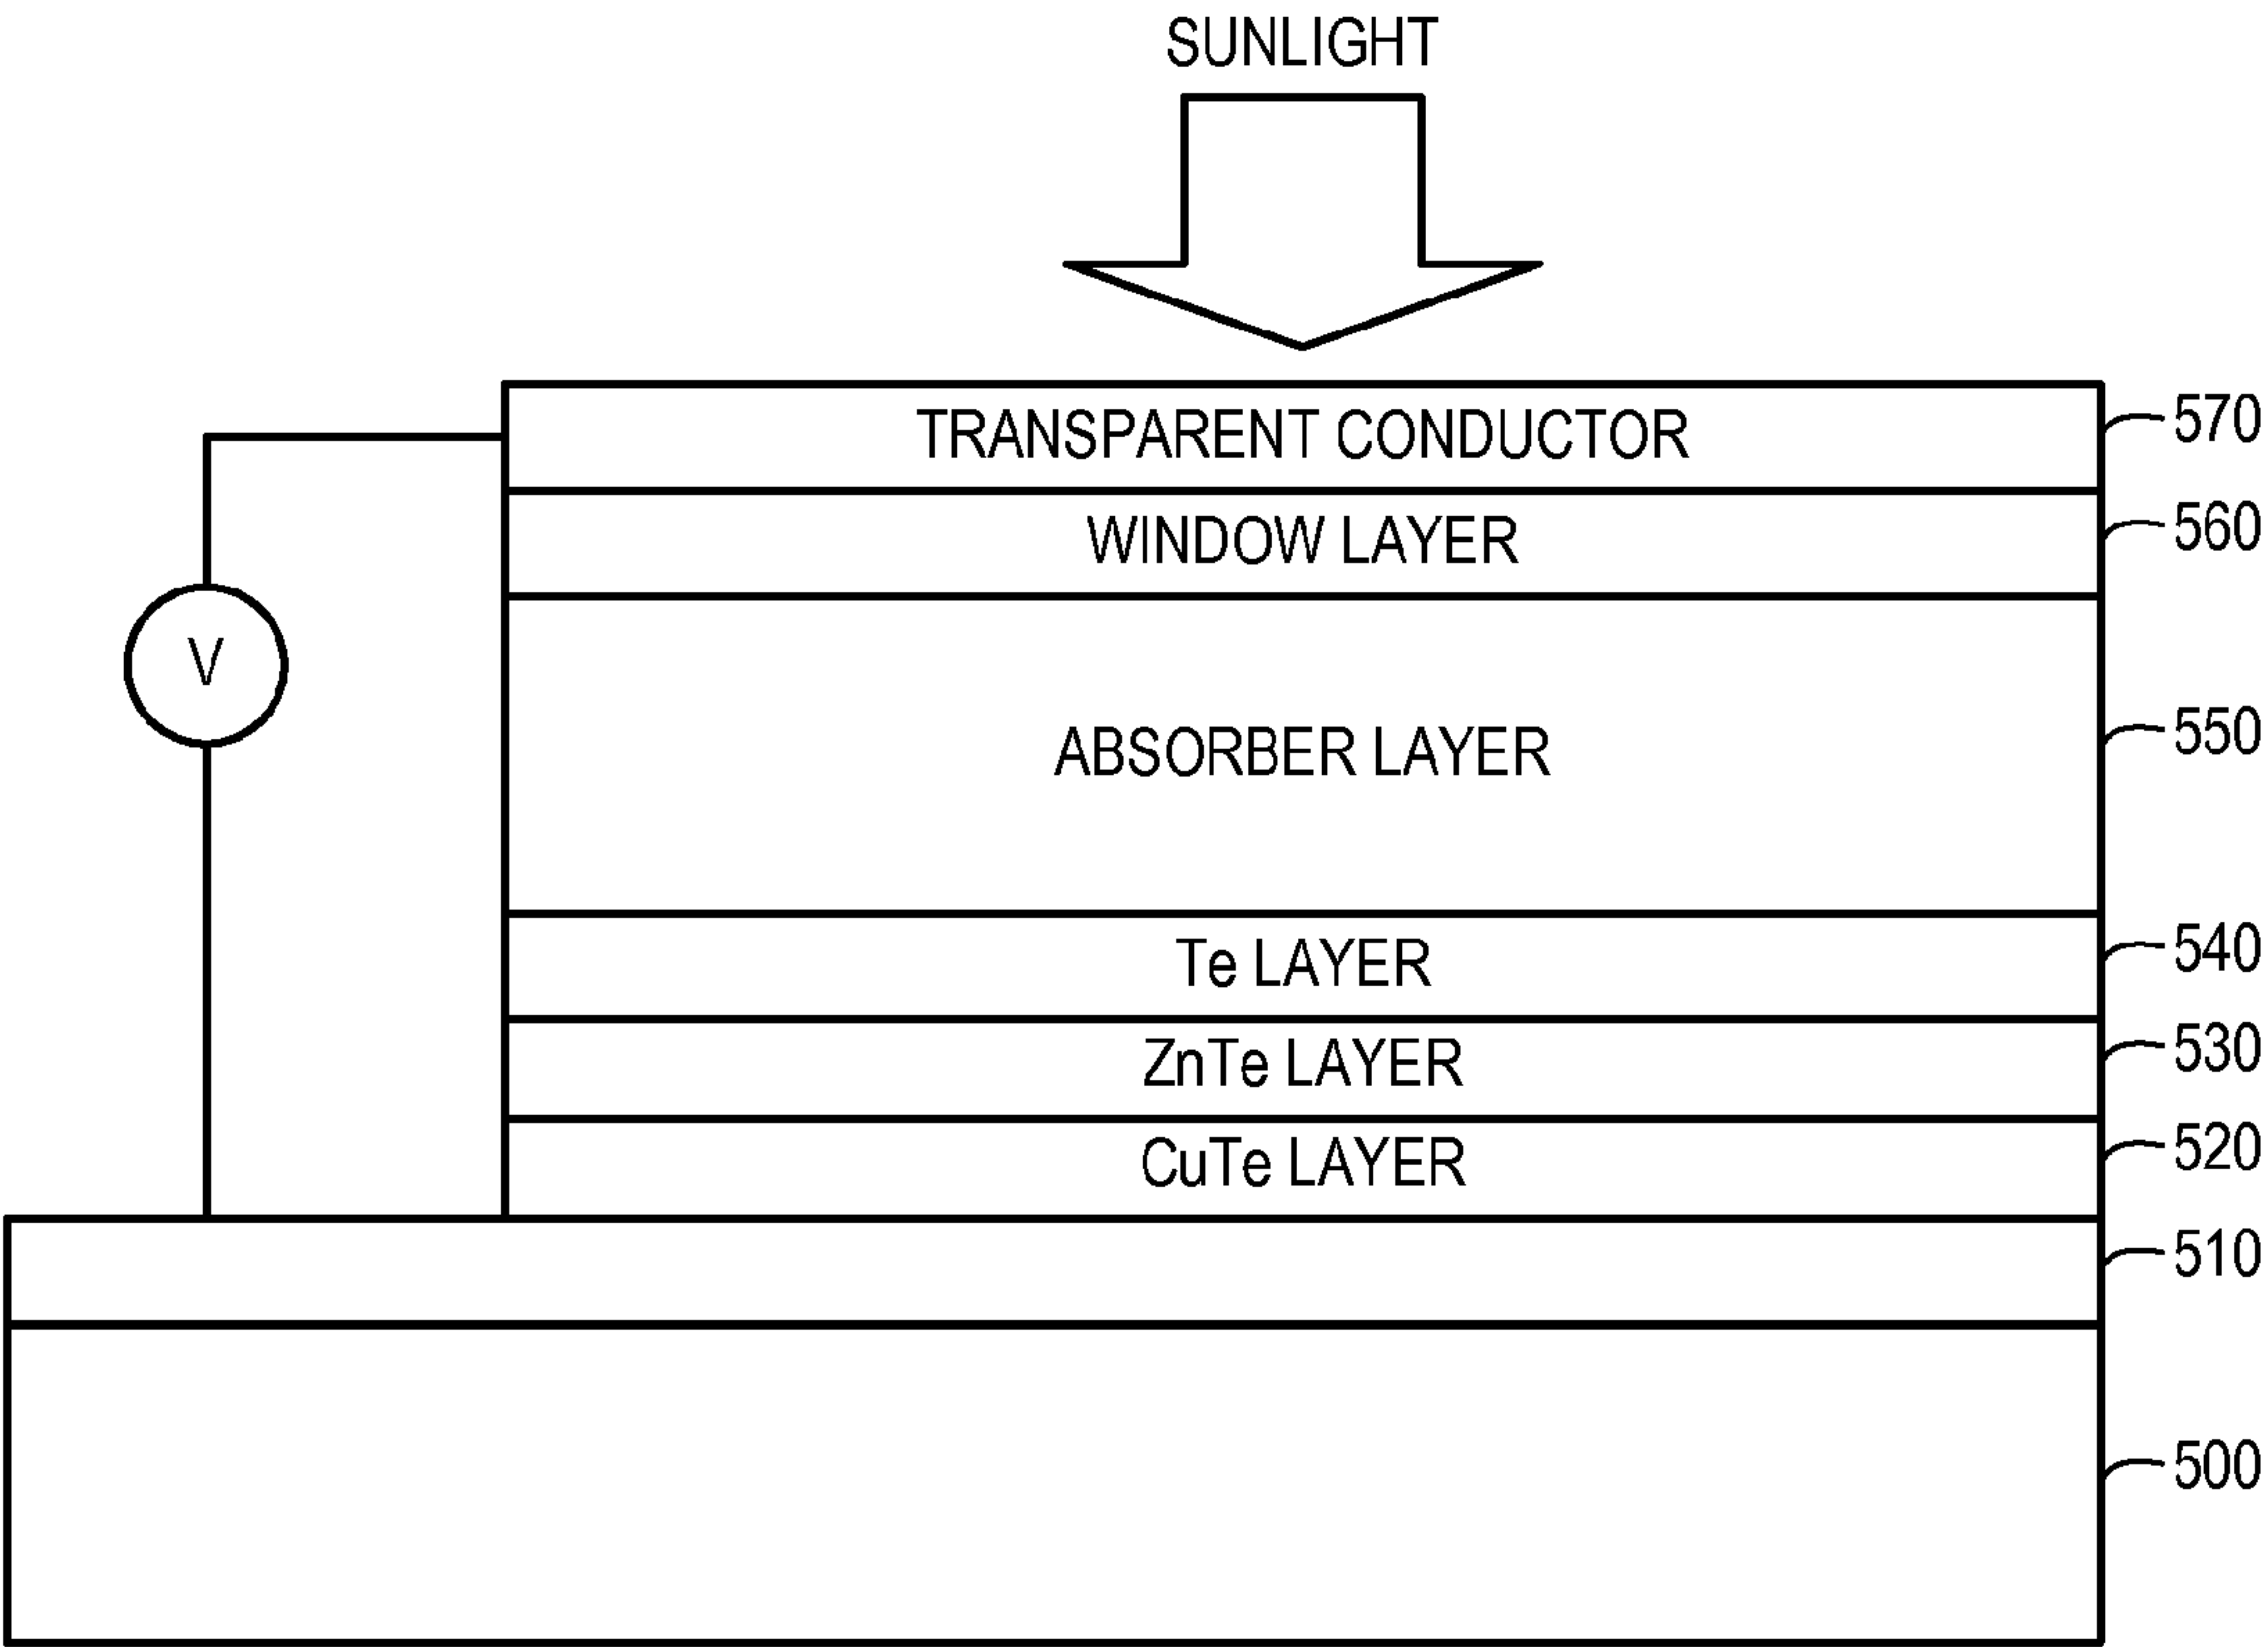 SUNLIGHT
TRANSPARENT CONDUCTOR
570
WINDOW LAYER
560
V
ABSORBER LAYER
550
Te LAYER
540
ZnTe LAYER
530
CuTe LAYER
520
510
500